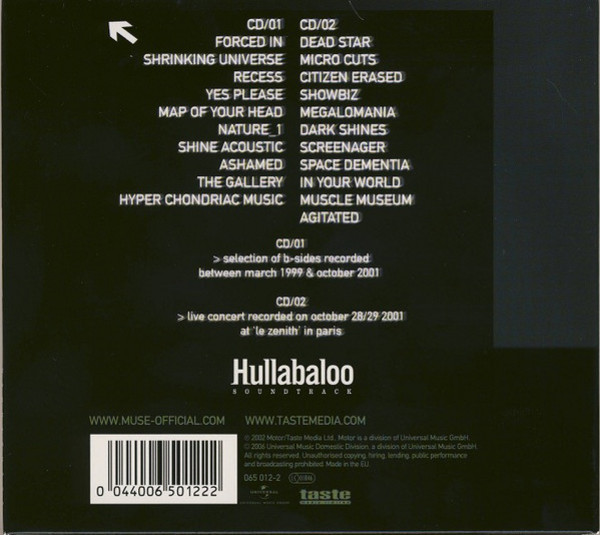 CD/01 CD/02
FORCED IN DEAD STAR
SHRINKING UNIVERSE MICRO CUTS
RECESS CITIZEN ERASED
YES PLEASE SHOWBIZ
MAP OF YOUR HEAD MEGALOMANIA
NATURE_1 DARK SHINES
SHINE ACOUSTIC SCREENAGER
ASHAMED SPACE DEMENTIA
THE GALLERY IN YOUR WORLD
HYPER CHONDRIAC MUSIC MUSCLE MUSEUM
AGITATED
CD/01
> selection of b-sides recorded
between march 1999 & october 2001
CD/02
> live concert recorded on october 28/29 2001
at 'le zenith' in paris
Hullabaloo
SOUNDTRACK
WWW.MUSE-OFFICIAL.COM WWW.TASTEMEDIA.COM
℗ 2002 Motor/Taste Media Ltd., Motor is a division of Universal Music GmbH.
© 2006 Universal Music Domestic Division, a division of Universal Music GmbH.
All rights reserved. Unauthorised copying, hiring, lending, public performance
and broadcasting prohibited. Made in the EU.
065 012-2
UNIVERSAL
taste
0 044006 501222